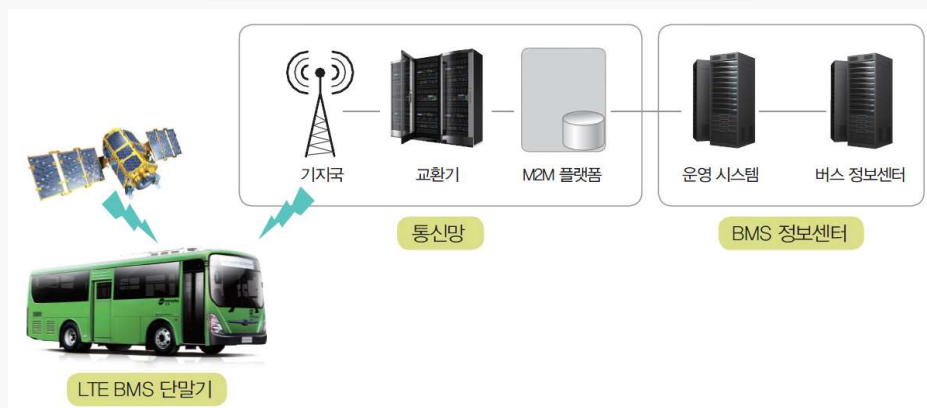 기지국
교환기
M2M 플랫폼
운영 시스템
버스 정보센터
통신망
BMS 정보센터
LTE BMS 단말기